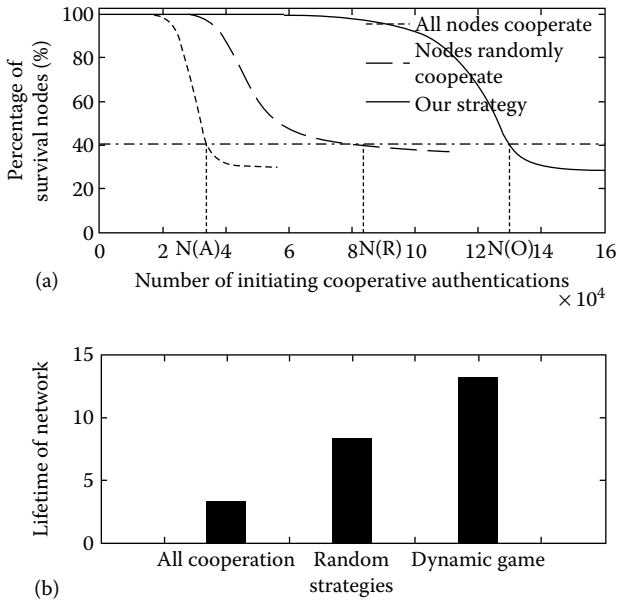 100
80
60
40
20
0
Percentage of
survival nodes (%)
All nodes cooperate
Nodes randomly
cooperate
Our strategy
0 2 N(A) 4 6 8 N(R) 10 12 N(O) 14 16
Number of initiating cooperative authentications
× 10⁴
(a)
15
10
5
0
Lifetime of network
All cooperation
Random
strategies
Dynamic game
(b)